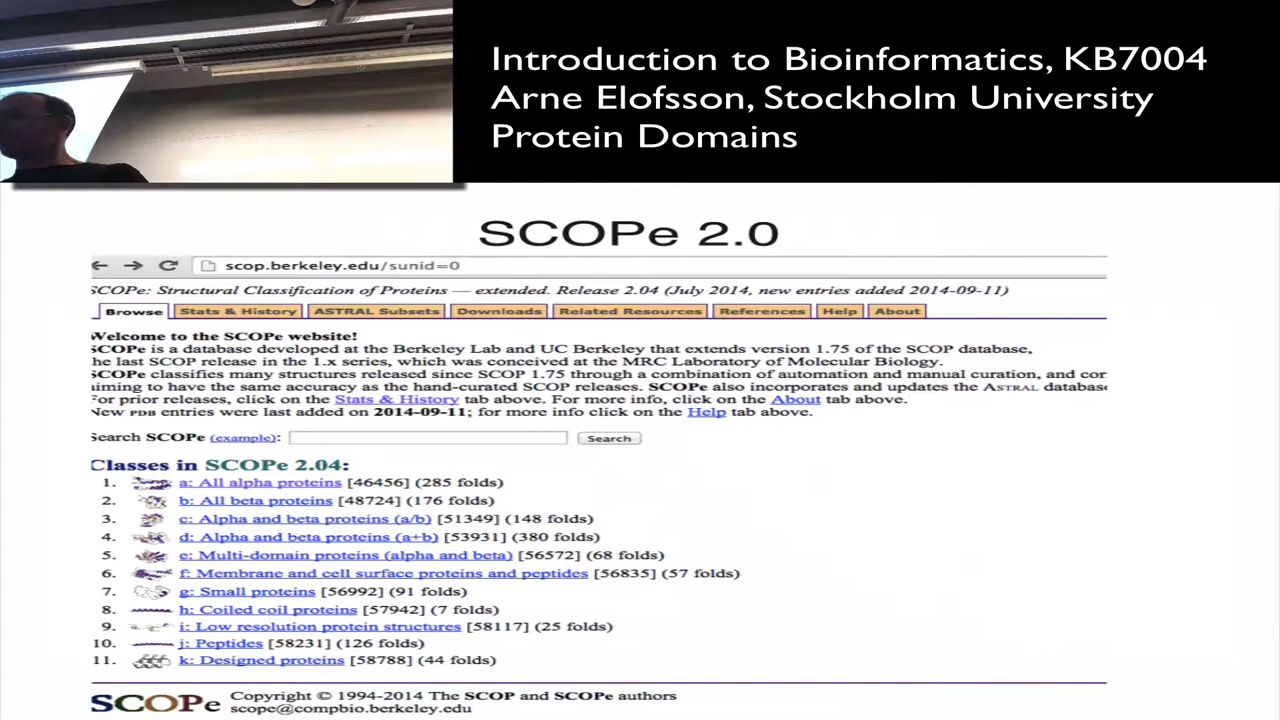 Introduction to Bioinformatics, KB7004
Arne Elofsson, Stockholm University
Protein Domains
SCOPe 2.0
scop.berkeley.edu/sunid=0
SCOPe: Structural Classification of Proteins — extended. Release 2.04 (July 2014, new entries added 2014-09-11)
Browse Stats & History ASTRAL Subsets Downloads Related Resources References Help About
Welcome to the SCOPe website!
SCOPe is a database developed at the Berkeley Lab and UC Berkeley that extends version 1.75 of the SCOP database,
the last SCOP release in the 1.x series, which was conceived at the MRC Laboratory of Molecular Biology.
SCOPe classifies many structures released since SCOP 1.75 through a combination of automation and manual curation, and cor
aiming to have the same accuracy as the hand-curated SCOP releases. SCOPe also incorporates and updates the ASTRAL database
For prior releases, click on the Stats & History tab above. For more info, click on the About tab above.
New PDB entries were last added on 2014-09-11; for more info click on the Help tab above.
Search SCOPe (example): Search
Classes in SCOPe 2.04:
1. a: All alpha proteins [46456] (285 folds)
2. b: All beta proteins [48724] (176 folds)
3. c: Alpha and beta proteins (a/b) [51349] (148 folds)
4. d: Alpha and beta proteins (a+b) [53931] (380 folds)
5. e: Multi-domain proteins (alpha and beta) [56572] (68 folds)
6. f: Membrane and cell surface proteins and peptides [56835] (57 folds)
7. g: Small proteins [56992] (91 folds)
8. h: Coiled coil proteins [57942] (7 folds)
9. i: Low resolution protein structures [58117] (25 folds)
10. j: Peptides [58231] (126 folds)
11. k: Designed proteins [58788] (44 folds)
SCOPe Copyright © 1994-2014 The SCOP and SCOPe authors
scope@compbio.berkeley.edu